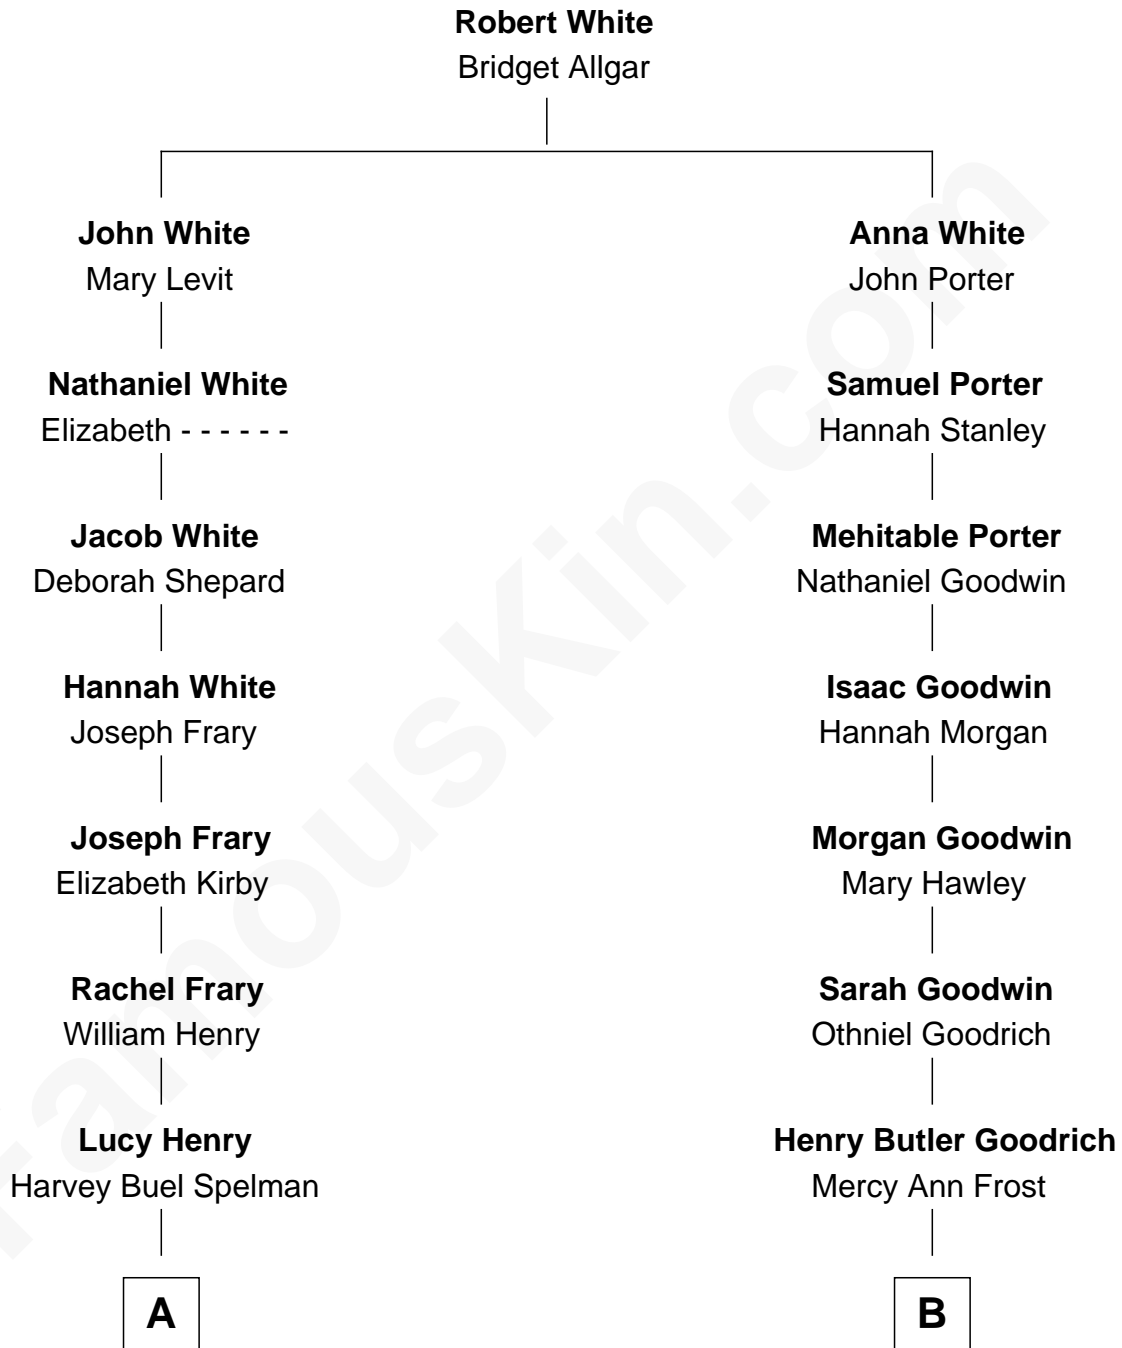 Robert White
Bridget Allgar
John White
Mary Levit
Anna White
John Porter
Nathaniel White
Elizabeth - - - - - -
Samuel Porter
Hannah Stanley
Jacob White
Deborah Shepard
Mehitable Porter
Nathaniel Goodwin
Hannah White
Joseph Frary
Isaac Goodwin
Hannah Morgan
Joseph Frary
Elizabeth Kirby
Morgan Goodwin
Mary Hawley
Rachel Frary
William Henry
Sarah Goodwin
Othniel Goodrich
Lucy Henry
Harvey Buel Spelman
Henry Butler Goodrich
Mercy Ann Frost
A
B
FamousKin.com